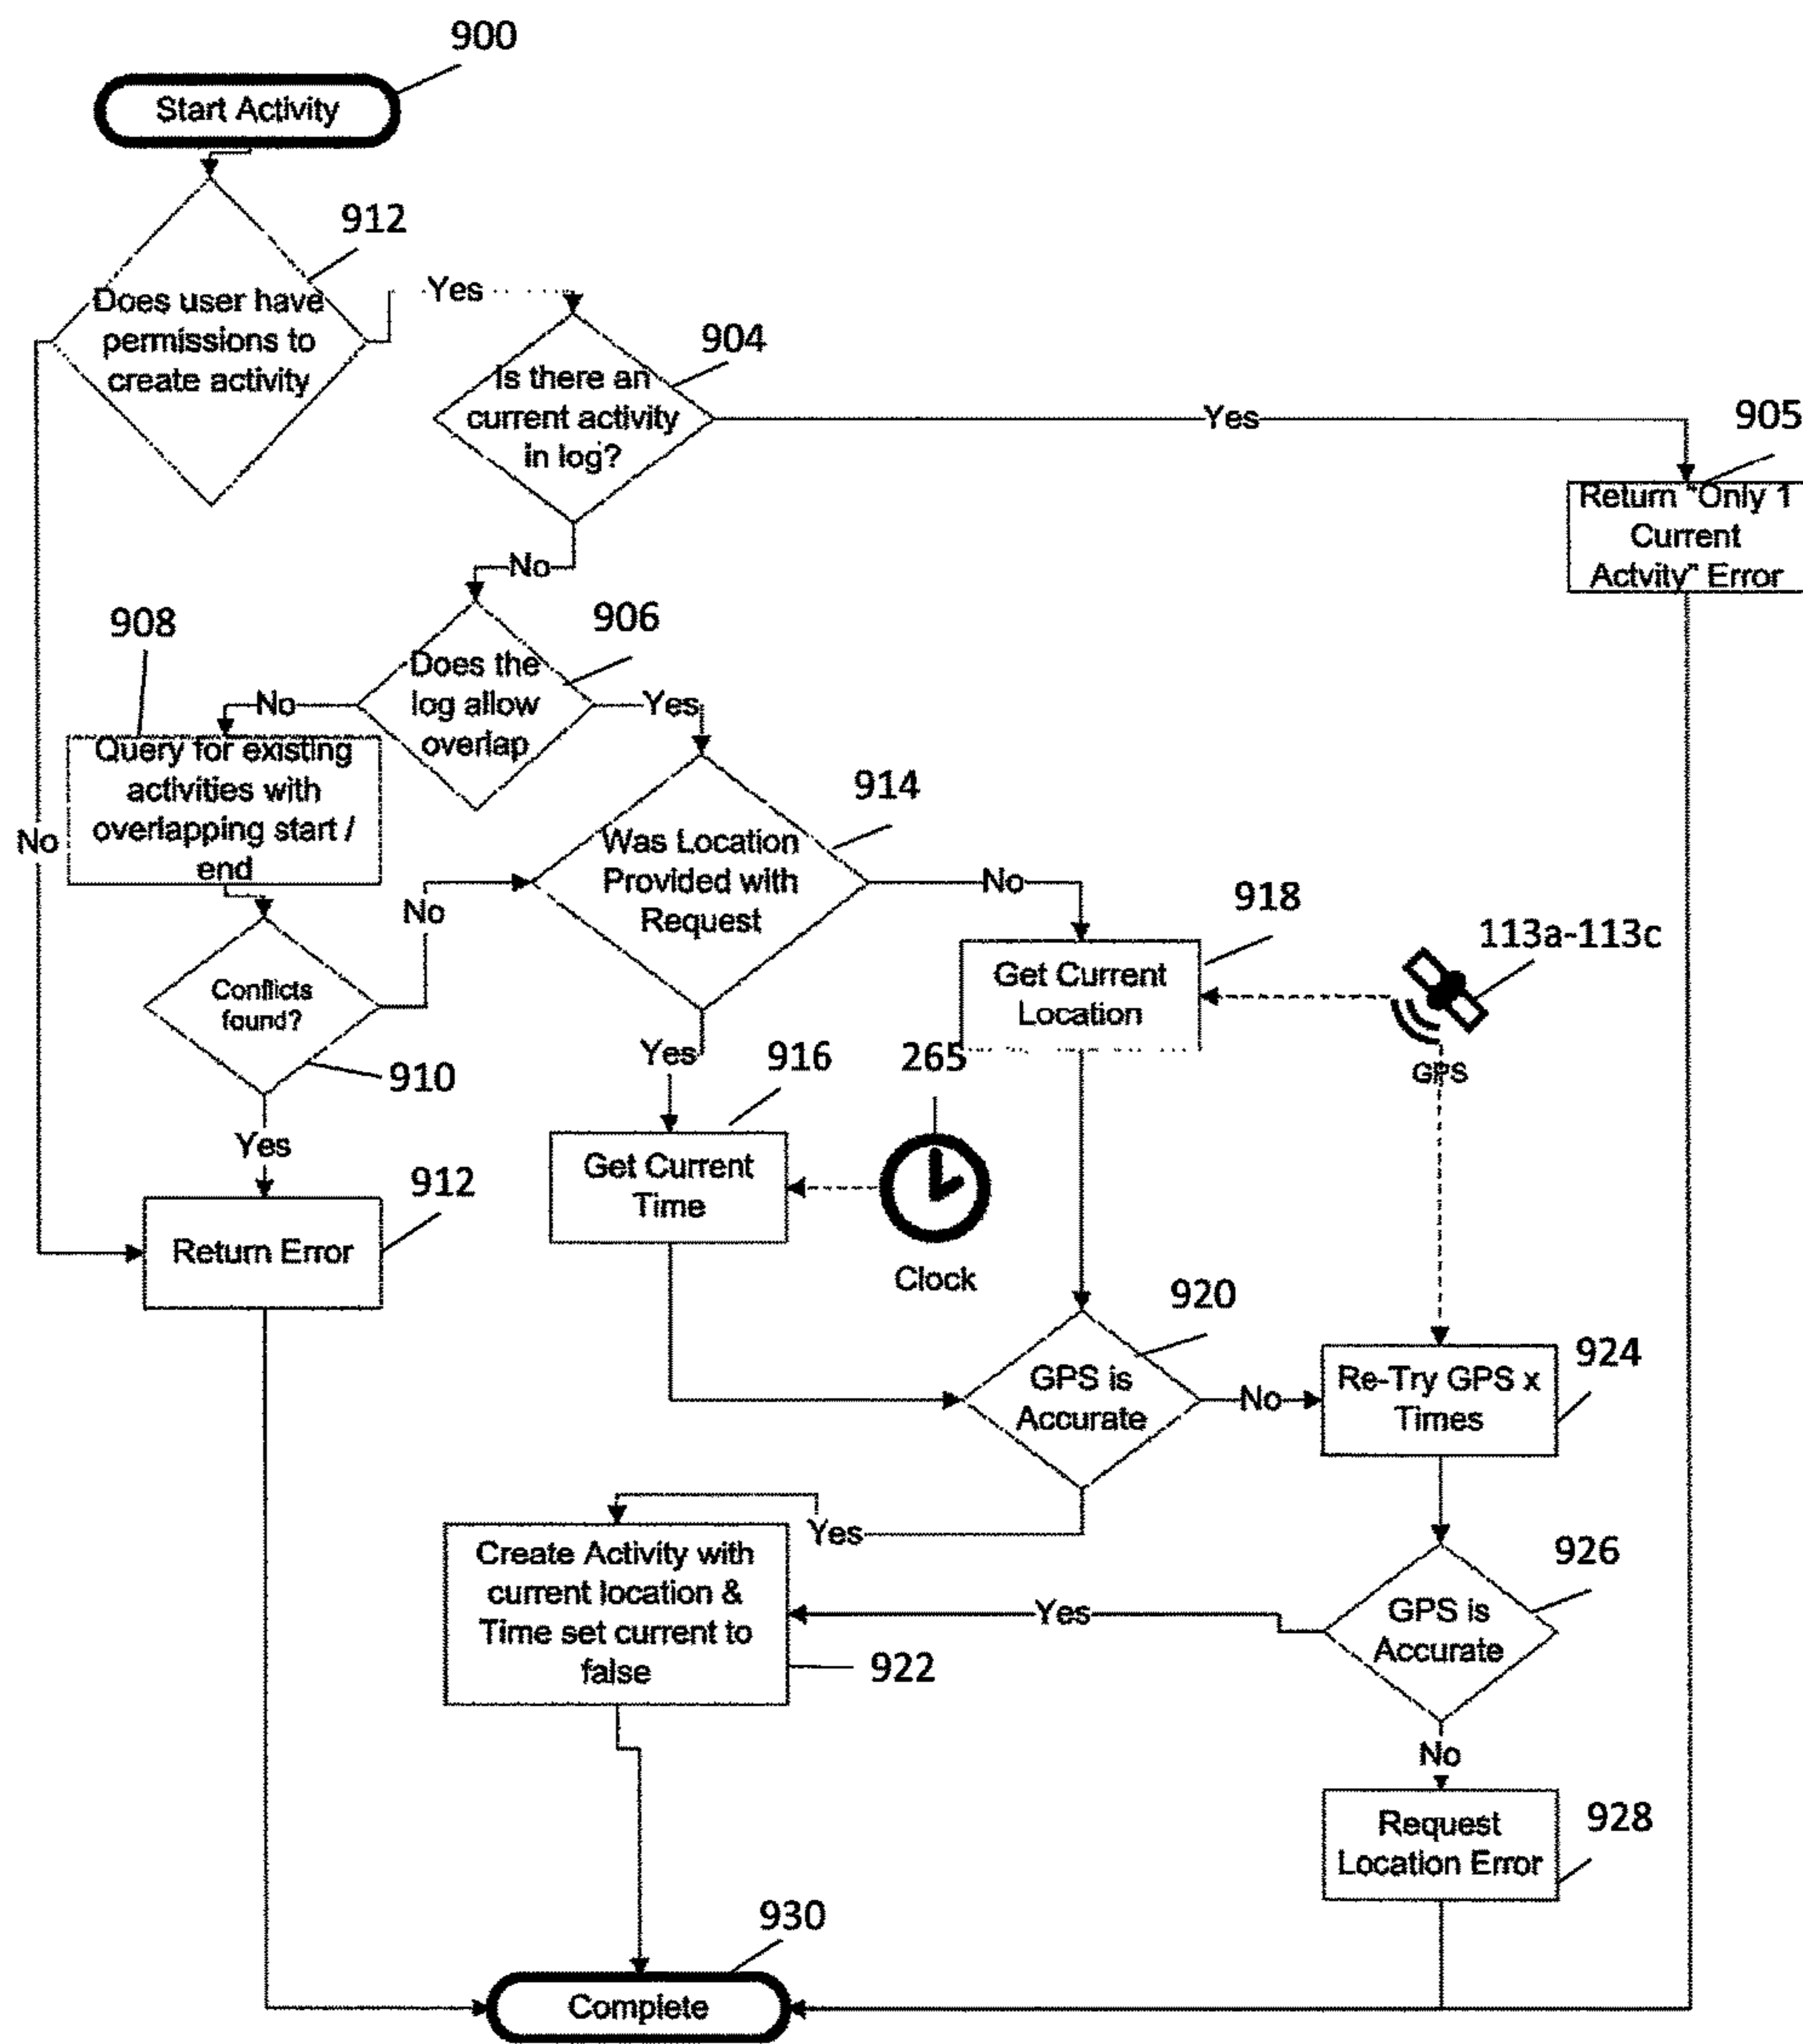 900
Start Activity
912
Does user have
permissions to
create activity
Yes
904
Is there an
current activity
in log?
Yes
905
Return "Only 1
Current
Actvity" Error
No
908
906
Does the
log allow
overlap
No
Yes
Query for existing
activities with
overlapping start /
end
No
914
Was Location
Provided with
Request
No
No
918
Get Current
Location
113a-113c
GPS
Conflicts
found?
910
Yes
Yes
916
265
Get Current
Time
Clock
912
Return Error
920
GPS is
Accurate
No
924
Re-Try GPS x
Times
Yes
Create Activity with
current location &
Time set current to
false
922
Yes
926
GPS is
Accurate
No
Request
Location Error
928
930
Complete